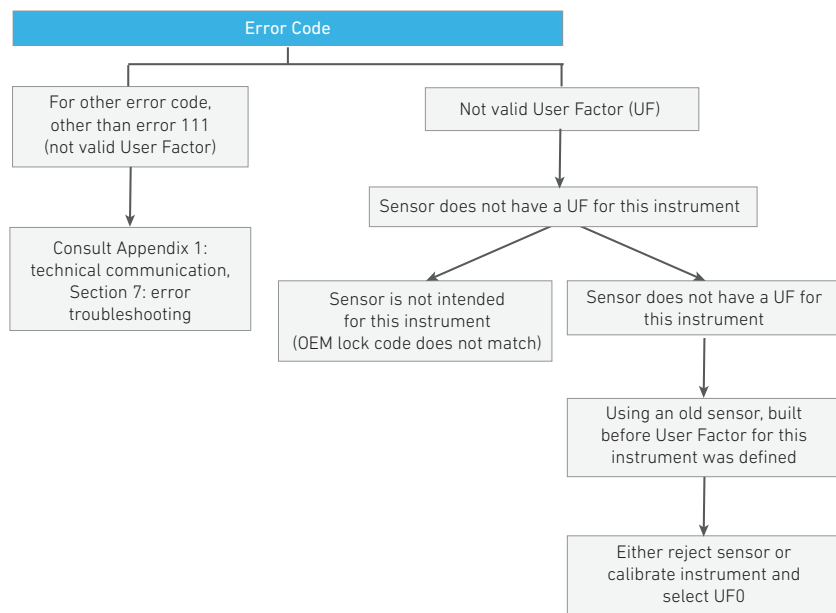 Error Code
For other error code,
other than error 111
(not valid User Factor)
Not valid User Factor (UF)
Sensor does not have a UF for this instrument
Consult Appendix 1:
technical communication,
Section 7: error
troubleshooting
Sensor is not intended
for this instrument
(OEM lock code does not match)
Sensor does not have a UF for
this instrument
Using an old sensor, built
before User Factor for this
instrument was defined
Either reject sensor or
calibrate instrument and
select UF0